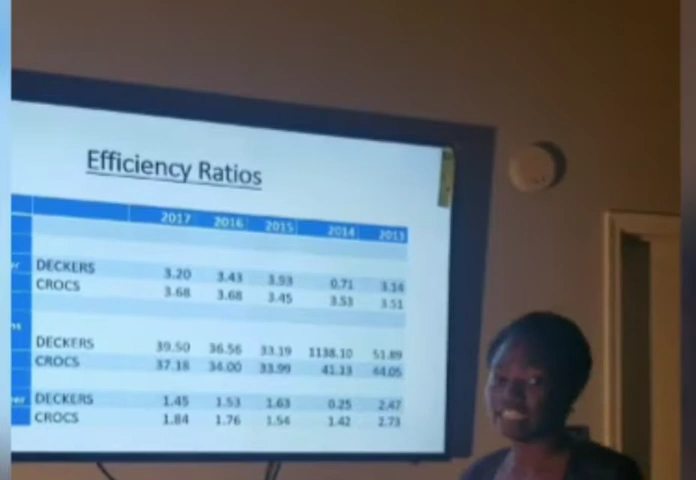 Efficiency Ratios
2017 2016 2015 2014 2013
DECKERS 3.20 3.43 3.93 0.71 3.14
CROCS 3.68 3.68 3.45 3.53 3.51
DECKERS 39.50 36.56 33.19 1138.10 51.89
CROCS 37.18 34.00 33.99 41.13 44.05
DECKERS 1.45 1.53 1.63 0.25 2.47
CROCS 1.84 1.76 1.54 1.42 2.73